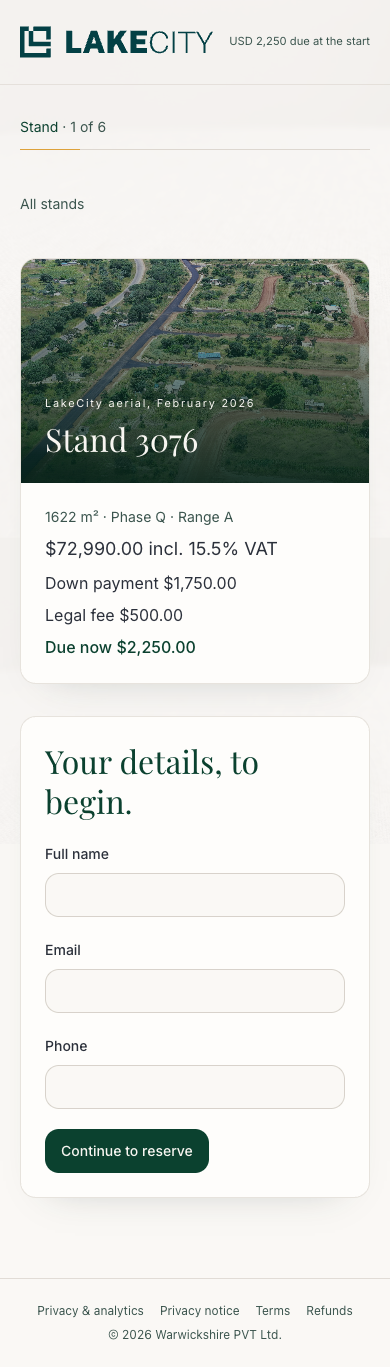 LAKECITY
USD 2,250 due at the start
Stand · 1 of 6
All stands
LakeCity aerial, February 2026
Stand 3076
1622 m² · Phase Q · Range A
$72,990.00 incl. 15.5% VAT
Down payment $1,750.00
Legal fee $500.00
Due now $2,250.00
Your details, to
begin.
Full name
Email
Phone
Continue to reserve
Privacy & analytics Privacy notice Terms Refunds
© 2026 Warwickshire PVT Ltd.